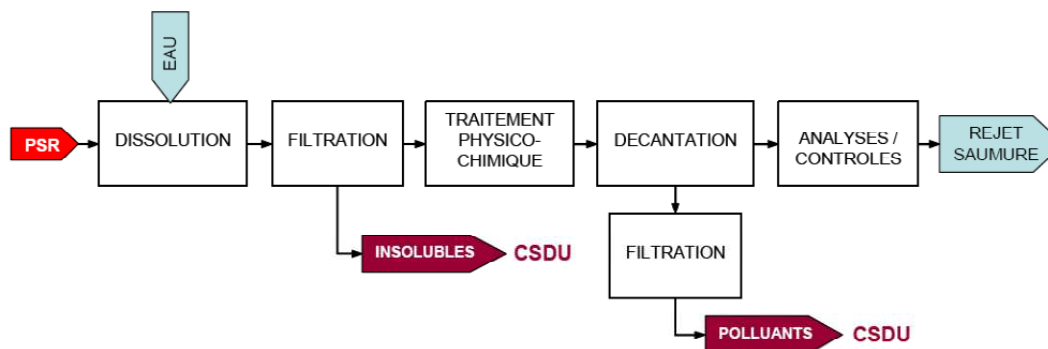 EAU
PSR
DISSOLUTION
FILTRATION
TRAITEMENT
PHYSICO-
CHIMIQUE
DECANTATION
ANALYSES /
CONTROLES
REJET
SAUMURE
INSOLUBLES
CSDU
FILTRATION
POLLUANTS
CSDU